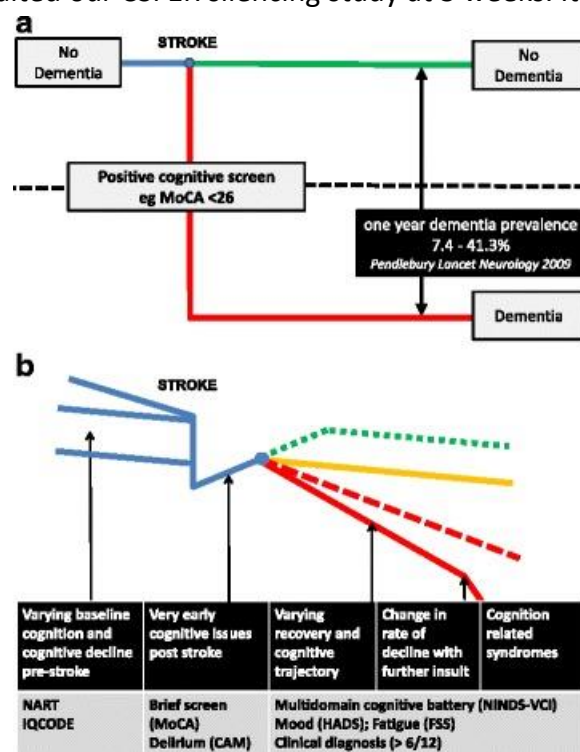 a
STROKE
No
Dementia
No
Dementia
Positive cognitive screen
eg MoCA <26
one year dementia prevalence
7.4 - 41.3%
Pendlebury Lancet Neurology 2009
Dementia
b
STROKE
Varying baseline
cognition and
cognitive decline
pre-stroke
Very early
cognitive issues
post stroke
Varying
recovery and
cognitive
trajectory
Change in
rate of
decline with
further insult
Cognition
related
syndromes
NART
IQCODE
Brief screen
(MoCA)
Delirium (CAM)
Multidomain cognitive battery (NINDS-VCI)
Mood (HADS); Fatigue (FSS)
Clinical diagnosis (> 6/12)